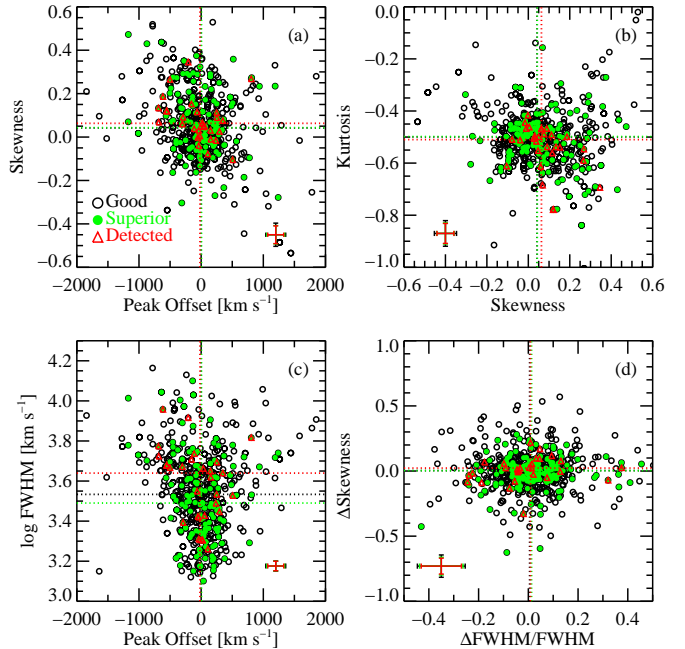 (a)
Skewness
0.6
0.4
0.2
0.0
−0.2
−0.4
−0.6
Good
Superior
Detected
−2000 −1000 0 1000 2000
Peak Offset [km s⁻¹]
(b)
Kurtosis
0.0
−0.2
−0.4
−0.6
−0.8
−1.0
−0.6 −0.4 −0.2 0.0 0.2 0.4 0.6
Skewness
(c)
log FWHM [km s⁻¹]
4.2
4.0
3.8
3.6
3.4
3.2
3.0
−2000 −1000 0 1000 2000
Peak Offset [km s⁻¹]
(d)
ΔSkewness
1.0
0.5
0.0
−0.5
−1.0
−0.4 −0.2 0.0 0.2 0.4
ΔFWHM/FWHM